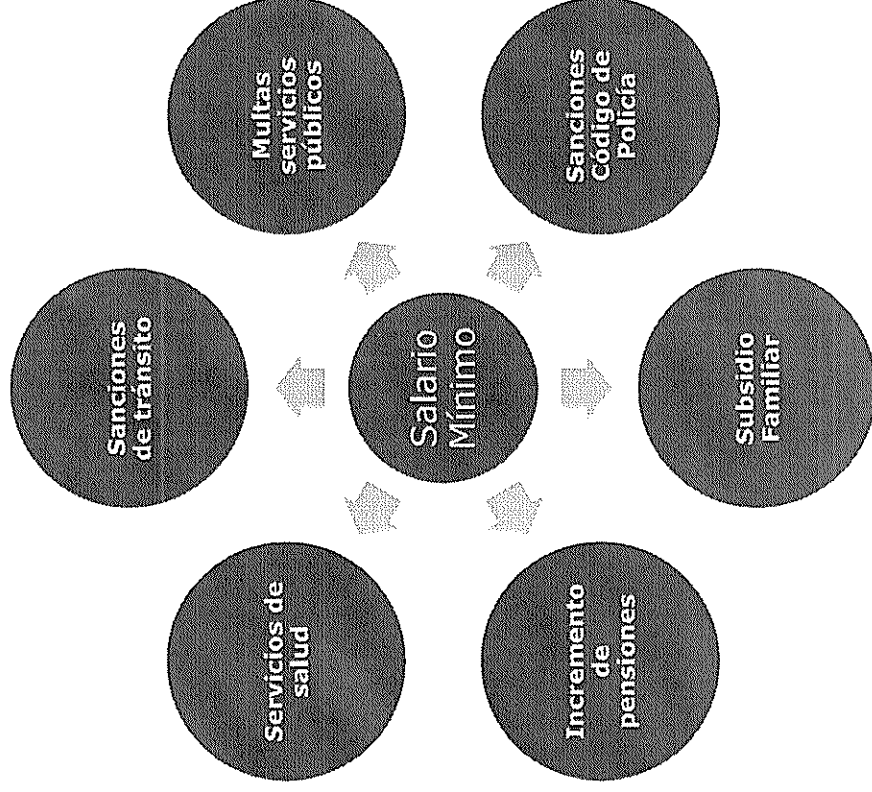 Sanciones
de tránsito
Servicios de
salud
Multas
servicios
públicos
Salario
Mínimo
Incremento
de
pensiones
Sanciones
Código de
Policía
Subsidio
Familiar